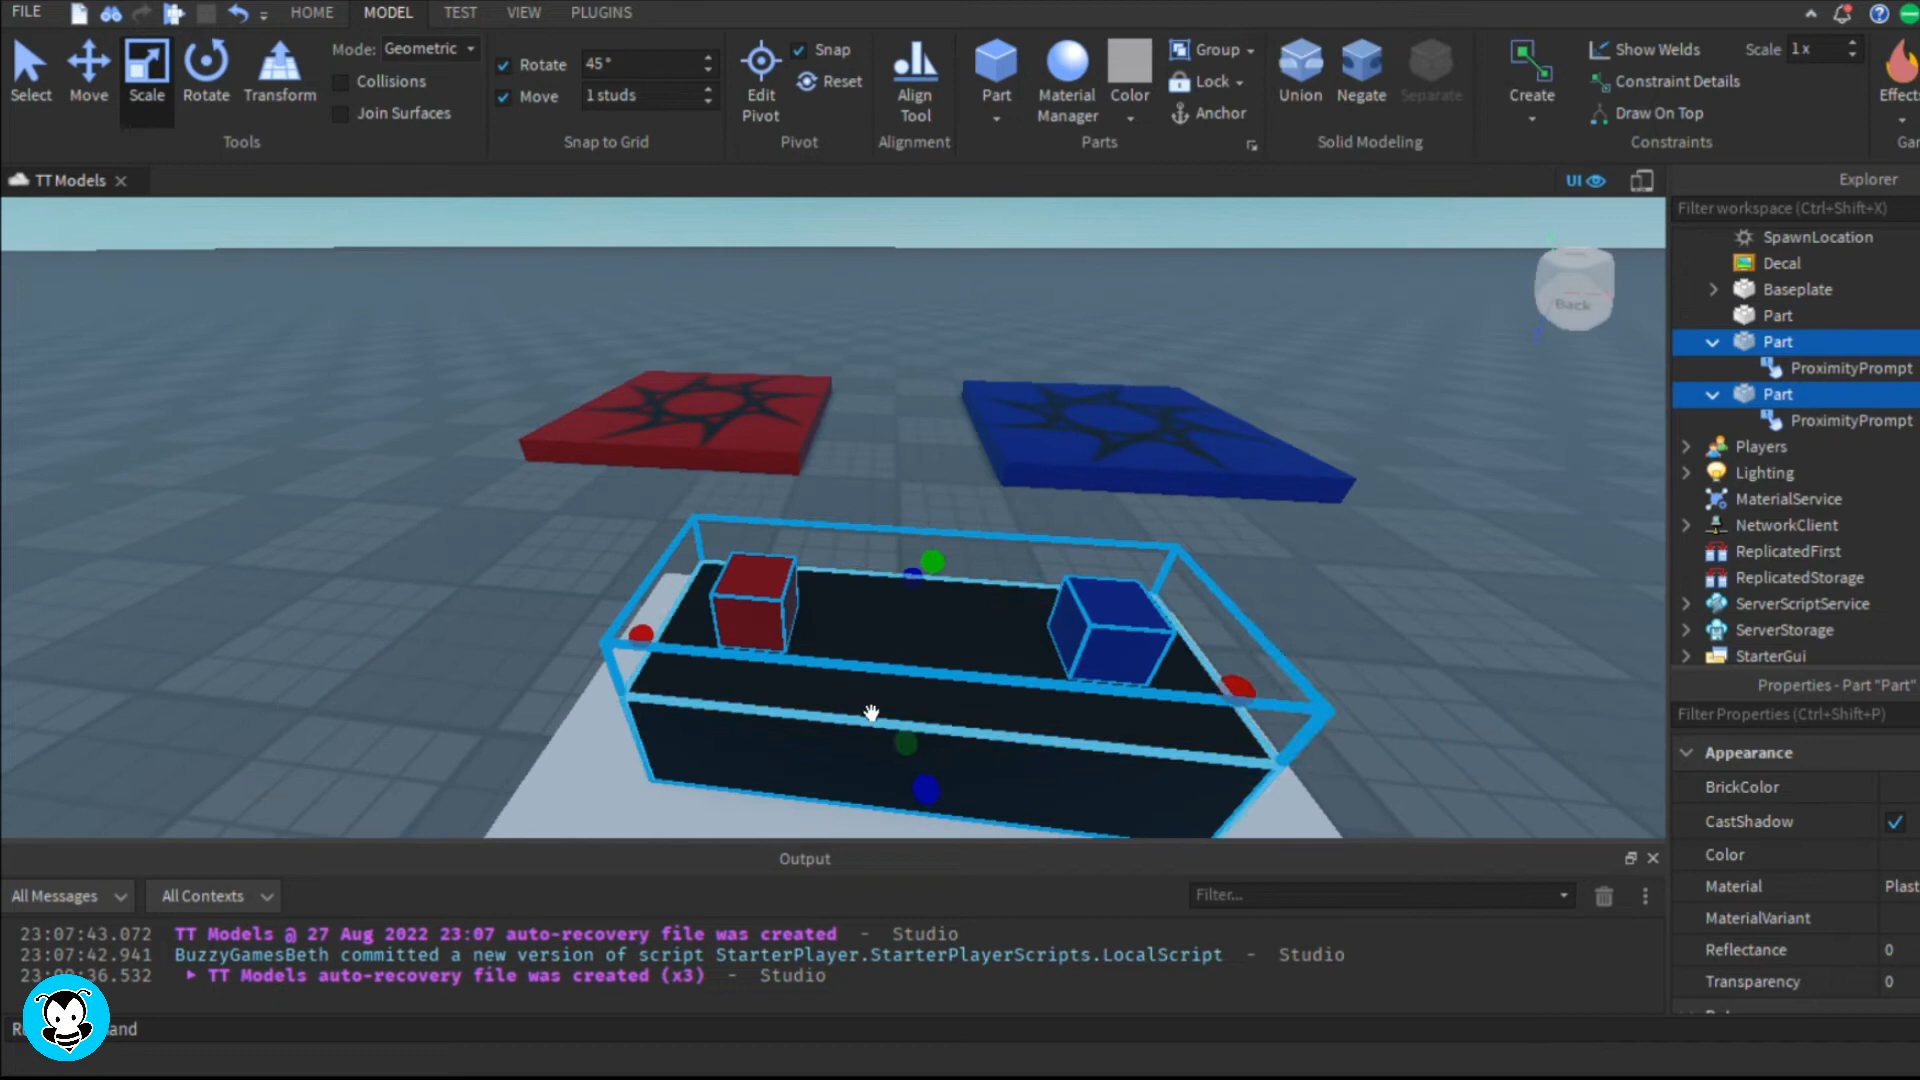 FILE HOME MODEL TEST VIEW PLUGINS
Select Move Scale Rotate Transform
Mode: Geometric
Collisions
Join Surfaces
Tools
Rotate 45°
Move 1 studs
Snap to Grid
Edit Pivot
Snap
Reset
Pivot
Align Tool
Alignment
Part
Material Manager
Color
Group
Lock
Anchor
Parts
Union Negate Separate
Solid Modeling
Create
Show Welds
Scale 1 x
Constraint Details
Draw On Top
Constraints
Effects
TT Models
UI
Explorer
Filter workspace (Ctrl+Shift+X)
SpawnLocation
Decal
Baseplate
Part
Part
ProximityPrompt
Part
ProximityPrompt
Players
Lighting
MaterialService
NetworkClient
ReplicatedFirst
ReplicatedStorage
ServerScriptService
ServerStorage
StarterGui
Back
Properties - Part "Part"
Filter Properties (Ctrl+Shift+P)
Appearance
BrickColor
CastShadow
Color
Material Plast
MaterialVariant
Reflectance 0
Transparency 0
Output
All Messages All Contexts Filter...
23:07:43.072 TT Models @ 27 Aug 2022 23:07 auto-recovery file was created - Studio
23:07:42.941 BuzzyGamesBeth committed a new version of script StarterPlayer.StarterPlayerScripts.LocalScript - Studio
36.532 TT Models auto-recovery file was created (x3) - Studio